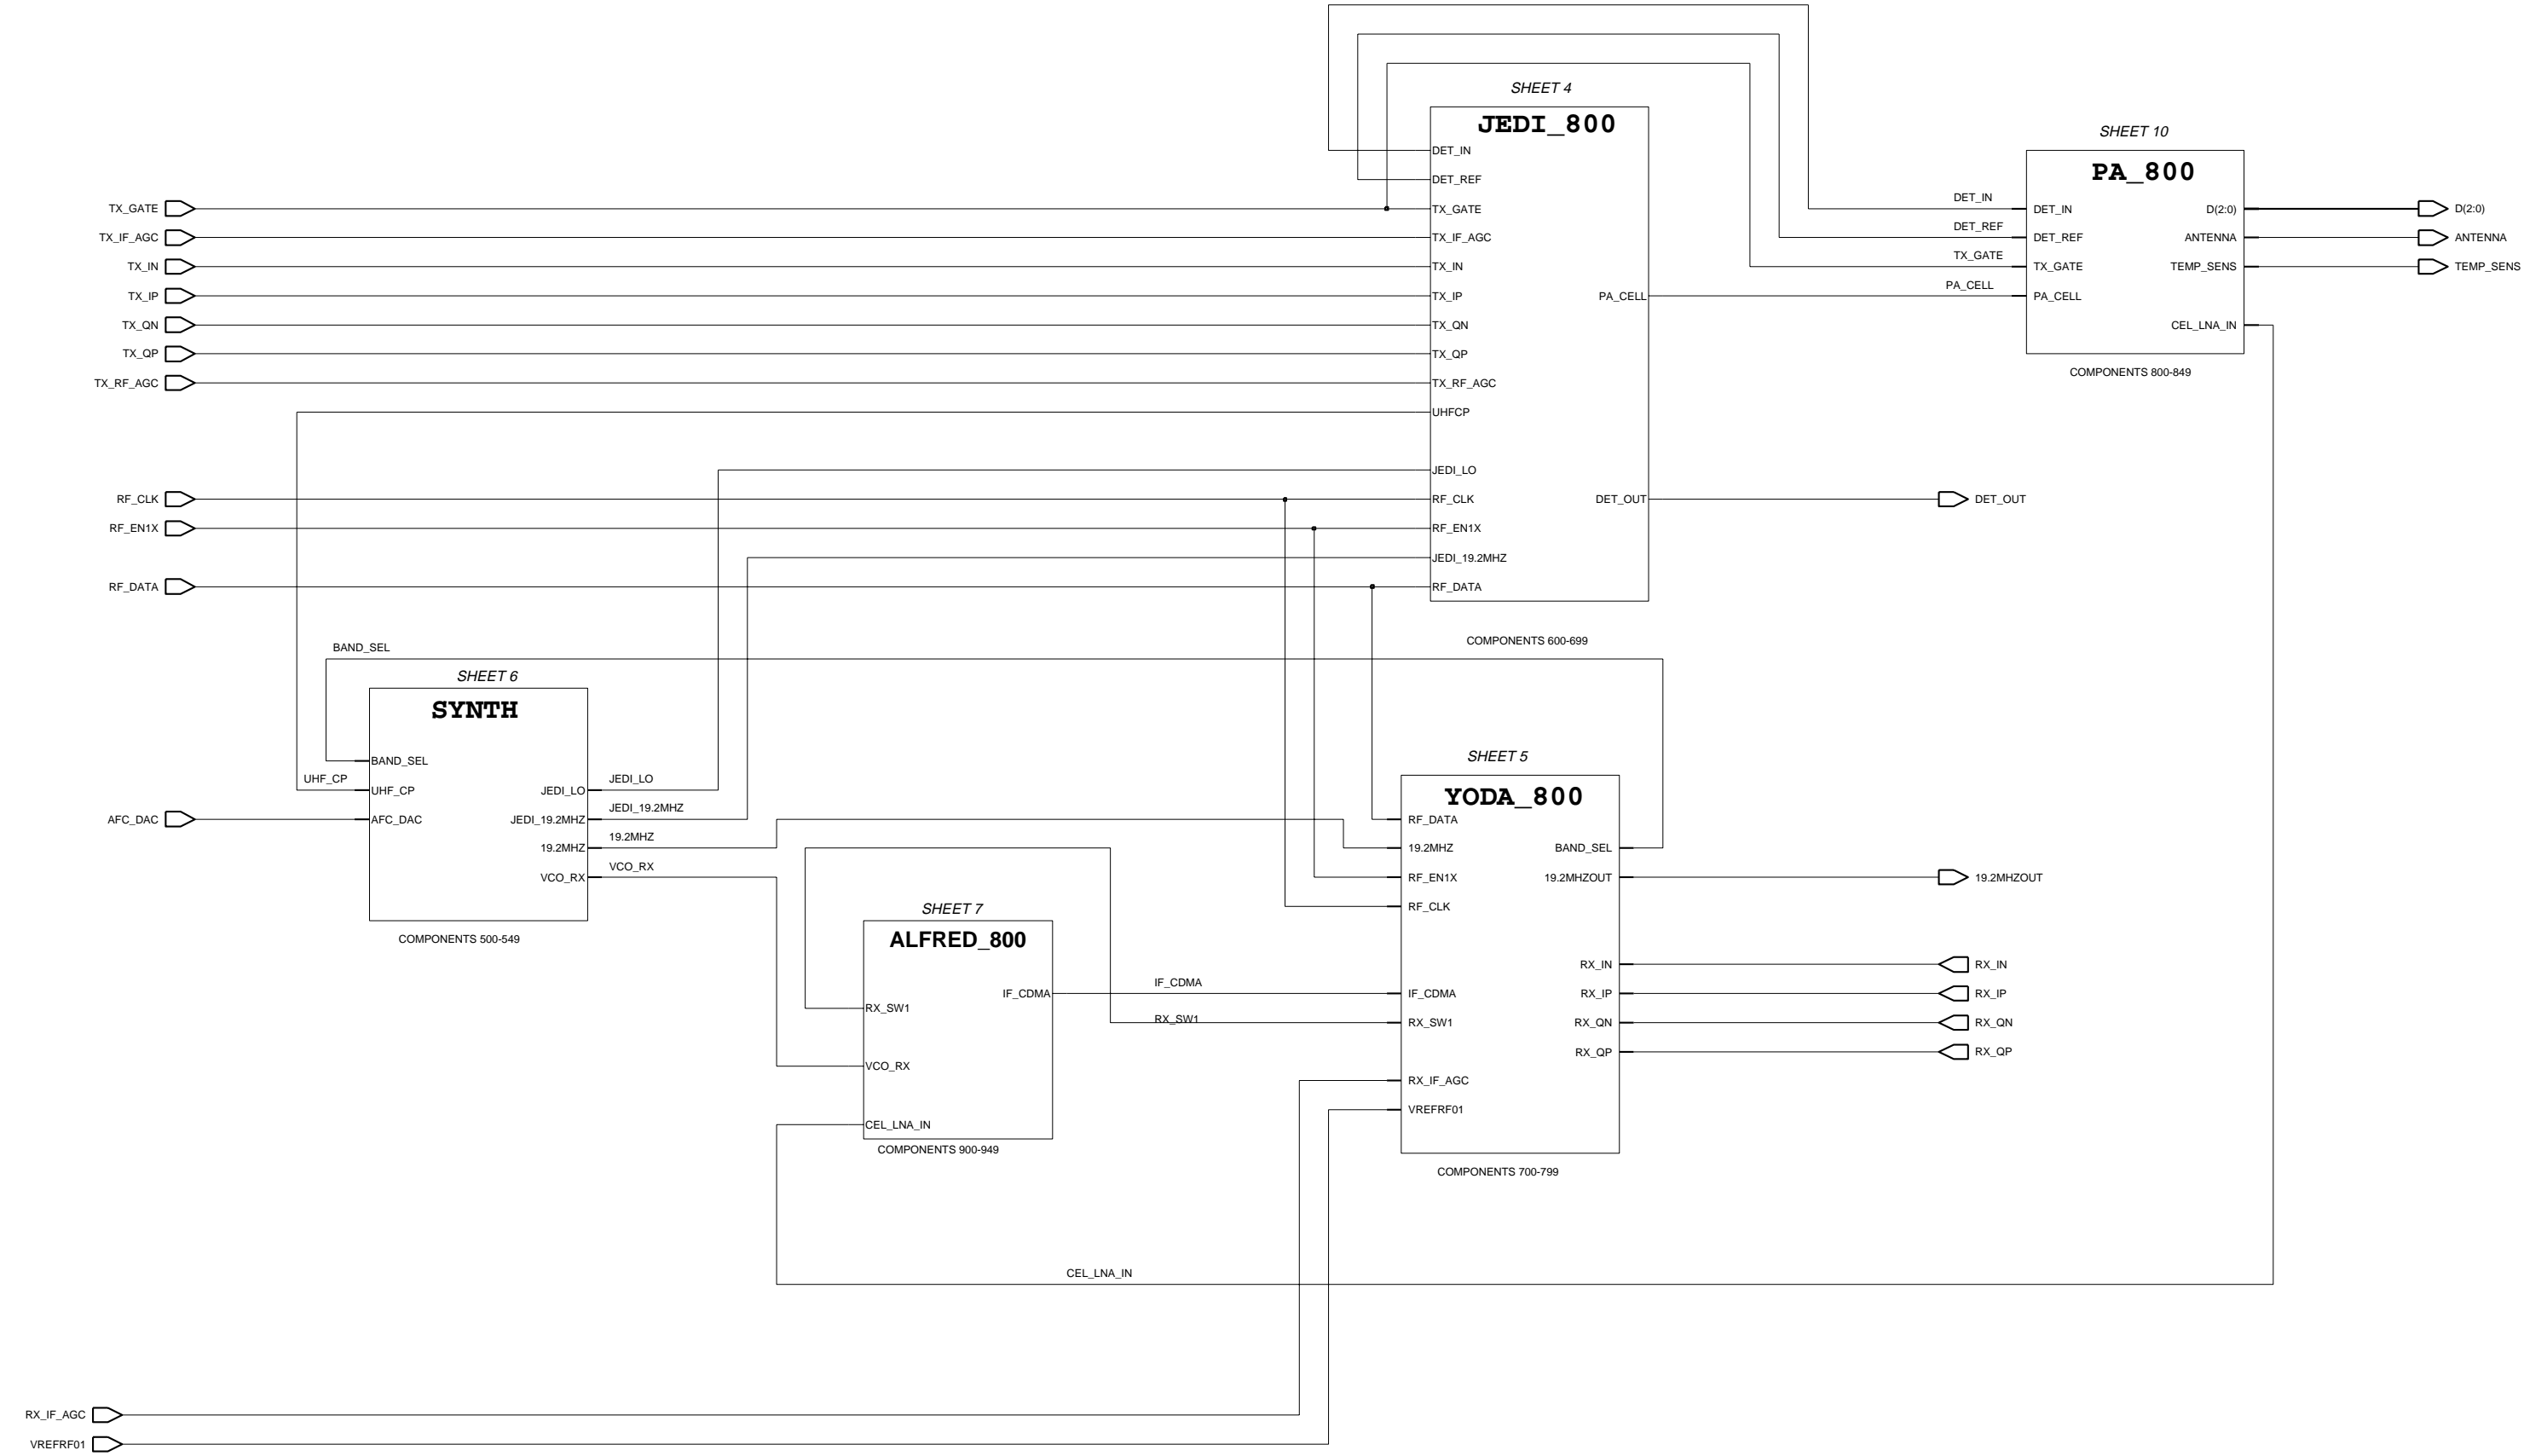 SHEET 4
JEDI_800
DET_IN
DET_REF
TX_GATE
TX_IF_AGC
TX_IN
TX_IP
TX_QN
TX_QP
TX_RF_AGC
UHFCP
JEDI_LO
RF_CLK
RF_EN1X
JEDI_19.2MHZ
RF_DATA
PA_CELL
DET_OUT
COMPONENTS 600-699
SHEET 10
PA_800
DET_IN
DET_REF
TX_GATE
PA_CELL
DET_IN
DET_REF
TX_GATE
PA_CELL
D(2:0)
ANTENNA
TEMP_SENS
CEL_LNA_IN
COMPONENTS 800-849
D(2:0)
ANTENNA
TEMP_SENS
TX_GATE
TX_IF_AGC
TX_IN
TX_IP
TX_QN
TX_QP
TX_RF_AGC
RF_CLK
RF_EN1X
RF_DATA
DET_OUT
BAND_SEL
SHEET 6
SYNTH
BAND_SEL
UHF_CP
UHF_CP
AFC_DAC
AFC_DAC
JEDI_LO
JEDI_19.2MHZ
19.2MHZ
VCO_RX
JEDI_LO
JEDI_19.2MHZ
19.2MHZ
VCO_RX
COMPONENTS 500-549
SHEET 7
ALFRED_800
RX_SW1
VCO_RX
CEL_LNA_IN
IF_CDMA
COMPONENTS 900-949
IF_CDMA
RX_SW1
SHEET 5
YODA_800
RF_DATA
19.2MHZ
RF_EN1X
RF_CLK
IF_CDMA
RX_SW1
RX_IF_AGC
VREFRF01
BAND_SEL
19.2MHZOUT
RX_IN
RX_IP
RX_QN
RX_QP
COMPONENTS 700-799
19.2MHZOUT
RX_IN
RX_IP
RX_QN
RX_QP
CEL_LNA_IN
RX_IF_AGC
VREFRF01